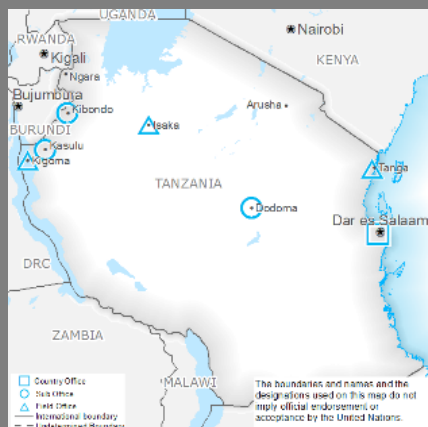 UGANDA
Nairobi
RWANDA
Kigali
KENYA
Ngara
Bujumbura
Kibondo
Arusha
Isaka
BURUNDI
Kasulu
Kigoma
Tanga
TANZANIA
Dodoma
Dar es Salaam
DRC
ZAMBIA
MALAWI
Country Office
Sub Office
Field Office
International boundary
Undetermined Boundary
The boundaries and names and the
designations used on this map do not
imply official endorsement or
acceptance by the United Nations.